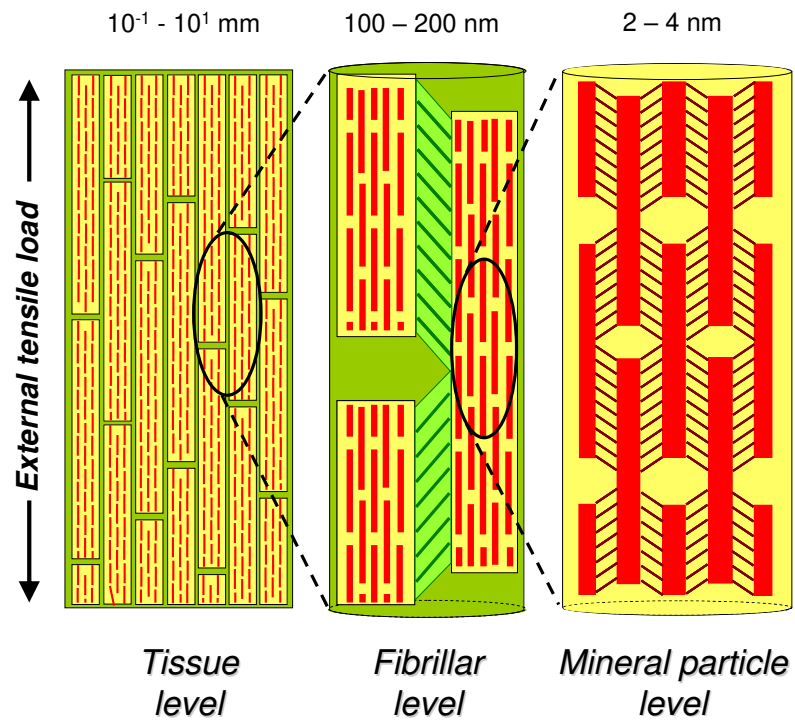 10⁻¹ - 10¹ mm
100 – 200 nm
2 – 4 nm
External tensile load
Tissue
level
Fibrillar
level
Mineral particle
level